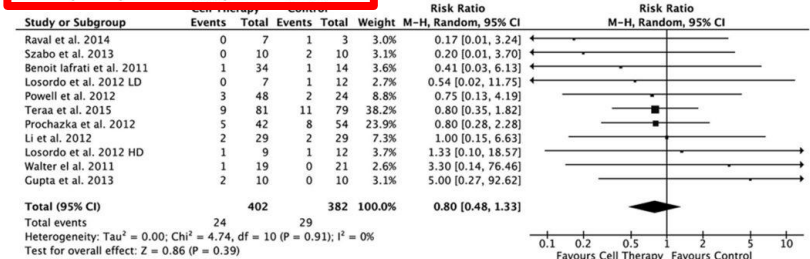 Cell Therapy Control Risk Ratio Risk Ratio
Study or Subgroup Events Total Events Total Weight M-H, Random, 95% CI M-H, Random, 95% CI
Raval et al. 2014 0 7 1 3 3.0% 0.17 [0.01, 3.24]
Szabo et al. 2013 0 10 2 10 2.9% 0.20 [0.01, 3.70]
Benoit lafrati et al. 2011 1 34 1 14 3.4% 0.41 [0.03, 6.13]
Losordo et al. 2012 LD 0 7 1 12 2.6% 0.54 [0.02, 11.75]
Powell et al. 2012 3 48 2 24 8.8% 0.75 [0.13, 4.19]
Teraa et al. 2015 9 81 11 79 38.2% 0.80 [0.35, 1.82]
Prochazka et al. 2012 5 42 8 54 23.9% 0.80 [0.28, 2.28]
Li et al. 2012 2 29 2 29 7.3% 1.00 [0.15, 6.63]
Losordo et al. 2012 HD 1 9 1 12 4.1% 1.33 [0.10, 18.57]
Walter el al. 2011 1 19 0 21 2.6% 3.30 [0.14, 76.46]
Gupta et al. 2013 2 10 0 10 3.1% 5.00 [0.27, 92.62]
Total (95% CI) 402 382 100.0% 0.80 [0.48, 1.33]
Total events 24 29
Heterogeneity: Tau² = 0.00; Chi² = 4.74, df = 10 (P = 0.91); I² = 0%
Test for overall effect: Z = 0.86 (P = 0.39)
0.1 0.2 0.5 1 2 5 10
Favours Cell Therapy Favours Control